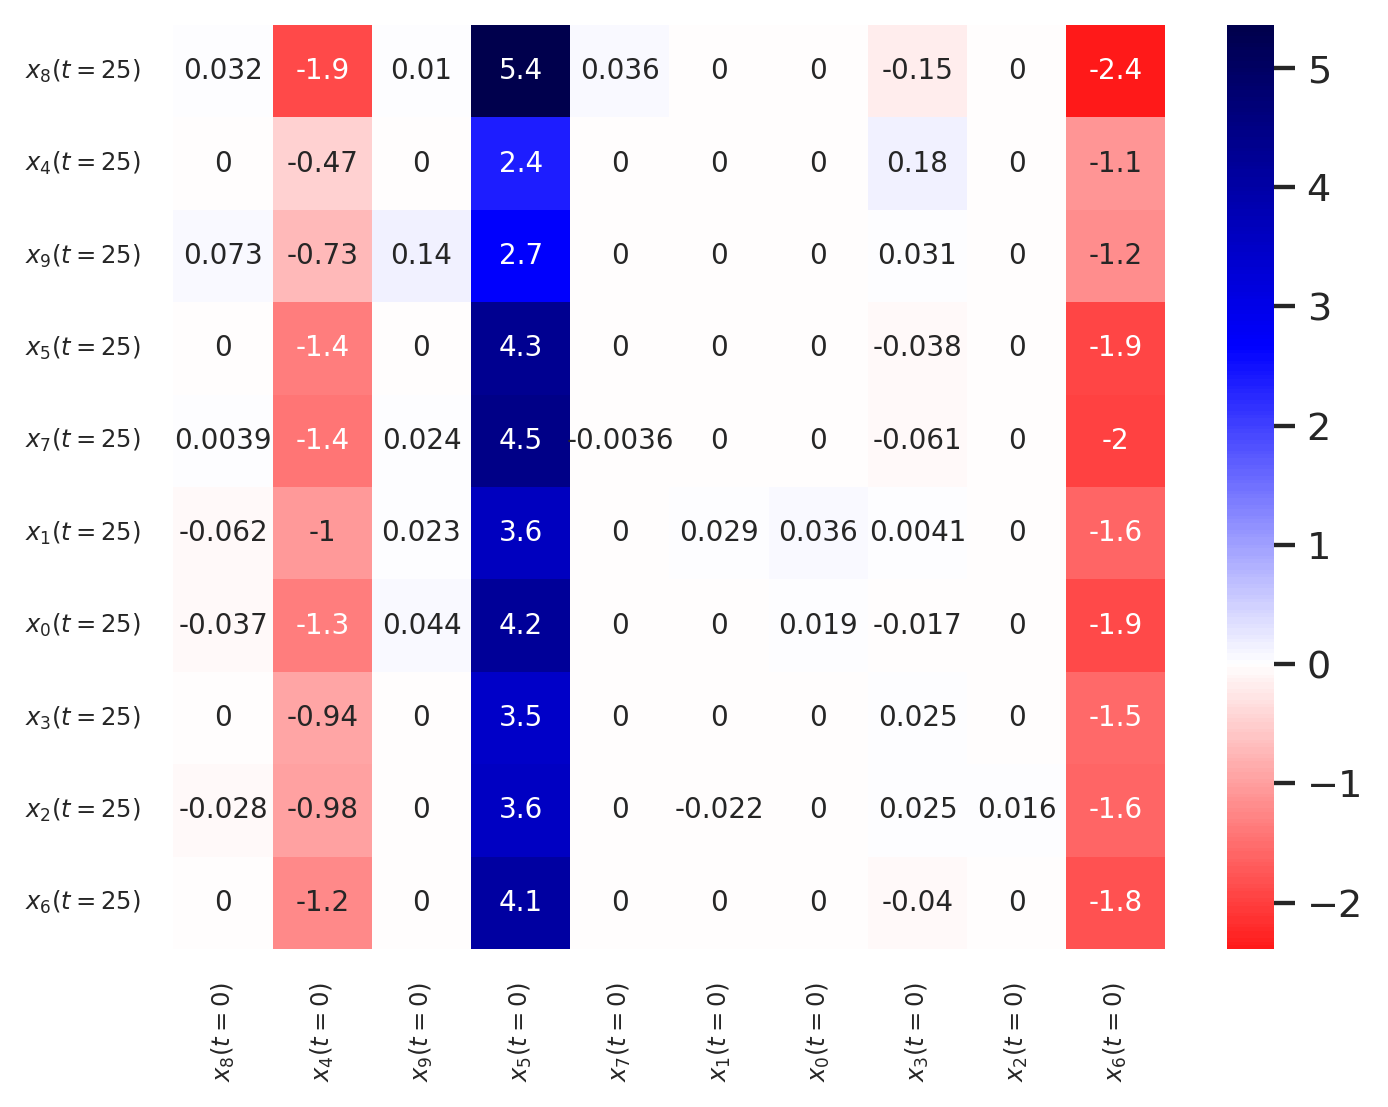 x₈(t = 25) 0.032 -1.9 0.01 5.4 0.036 0 0 -0.15 0 -2.4
x₄(t = 25) 0 -0.47 0 2.4 0 0 0 0.18 0 -1.1
x₉(t = 25) 0.073 -0.73 0.14 2.7 0 0 0 0.031 0 -1.2
x₅(t = 25) 0 -1.4 0 4.3 0 0 0 -0.038 0 -1.9
x₇(t = 25) 0.0039 -1.4 0.024 4.5 -0.0036 0 0 -0.061 0 -2
x₁(t = 25) -0.062 -1 0.023 3.6 0 0.029 0.036 0.0041 0 -1.6
x₀(t = 25) -0.037 -1.3 0.044 4.2 0 0 0.019 -0.017 0 -1.9
x₃(t = 25) 0 -0.94 0 3.5 0 0 0 0.025 0 -1.5
x₂(t = 25) -0.028 -0.98 0 3.6 0 -0.022 0 0.025 0.016 -1.6
x₆(t = 25) 0 -1.2 0 4.1 0 0 0 -0.04 0 -1.8
x₈(t = 0) x₄(t = 0) x₉(t = 0) x₅(t = 0) x₇(t = 0) x₁(t = 0) x₀(t = 0) x₃(t = 0) x₂(t = 0) x₆(t = 0)
5
4
3
2
1
0
−1
−2